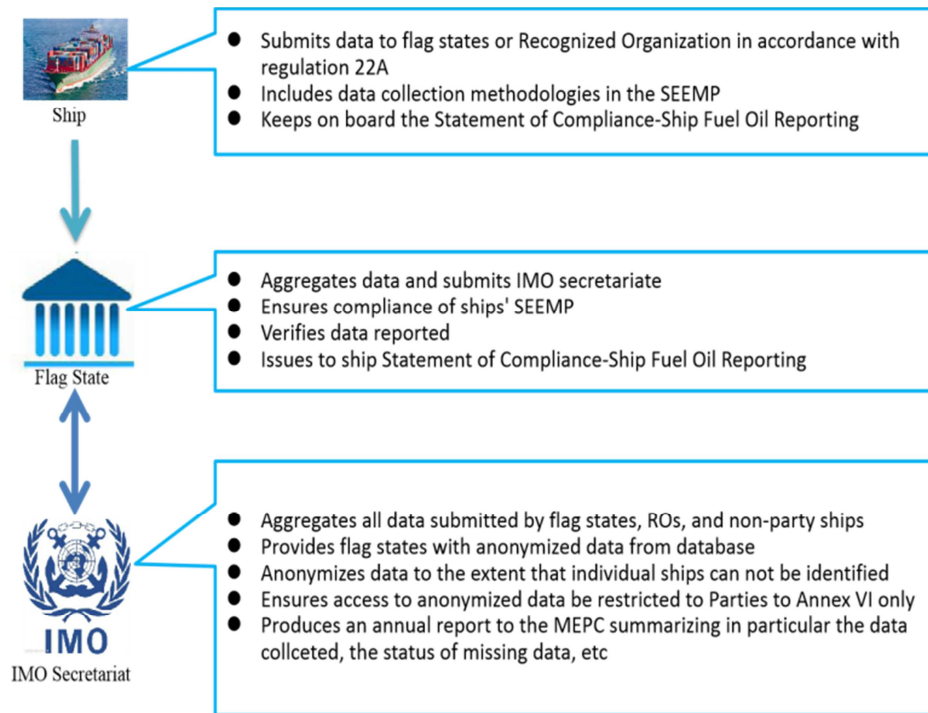 ● Submits data to flag states or Recognized Organization in accordance with
regulation 22A
● Includes data collection methodologies in the SEEMP
● Keeps on board the Statement of Compliance-Ship Fuel Oil Reporting
Ship
● Aggregates data and submits IMO secretariate
● Ensures compliance of ships' SEEMP
● Verifies data reported
● Issues to ship Statement of Compliance-Ship Fuel Oil Reporting
Flag State
● Aggregates all data submitted by flag states, ROs, and non-party ships
● Provides flag states with anonymized data from database
● Anonymizes data to the extent that individual ships can not be identified
● Ensures access to anonymized data be restricted to Parties to Annex VI only
● Produces an annual report to the MEPC summarizing in particular the data
collceted, the status of missing data, etc
IMO
IMO Secretariat